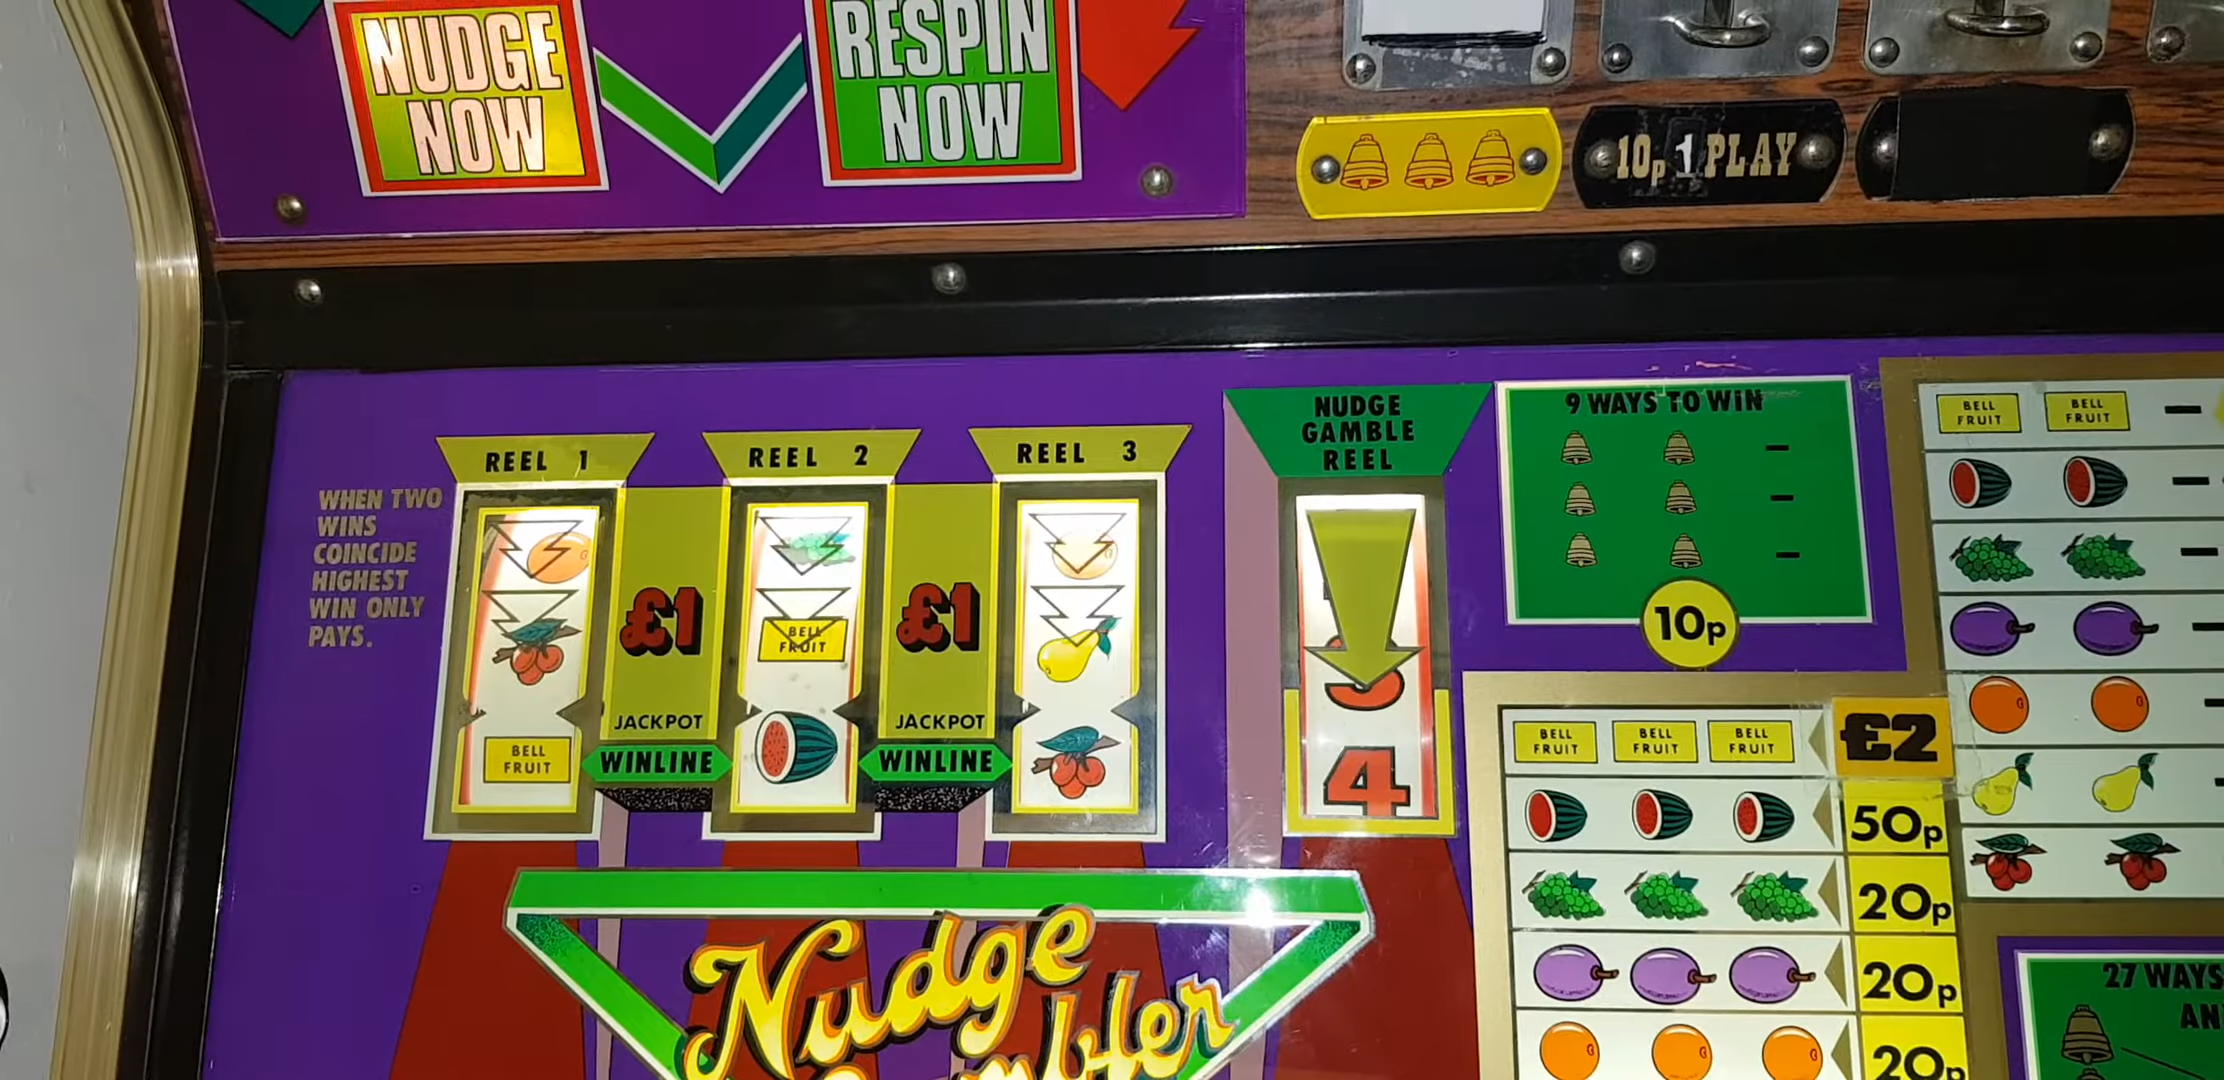 NUDGE
NOW
RESPIN
NOW
10p 1 PLAY
WHEN TWO
WINS
COINCIDE
HIGHEST
WIN ONLY
PAYS.
REEL 1
REEL 2
REEL 3
£1
£1
BELL
FRUIT
JACKPOT
JACKPOT
BELL
FRUIT
WINLINE
WINLINE
NUDGE
GAMBLE
REEL
3
4
9 WAYS TO WIN
10p
BELL
FRUIT
BELL
FRUIT
BELL
FRUIT
BELL
FRUIT
BELL
FRUIT
£2
50p
20p
20p
20p
27 WAYS
AN
Nudge
Gambler